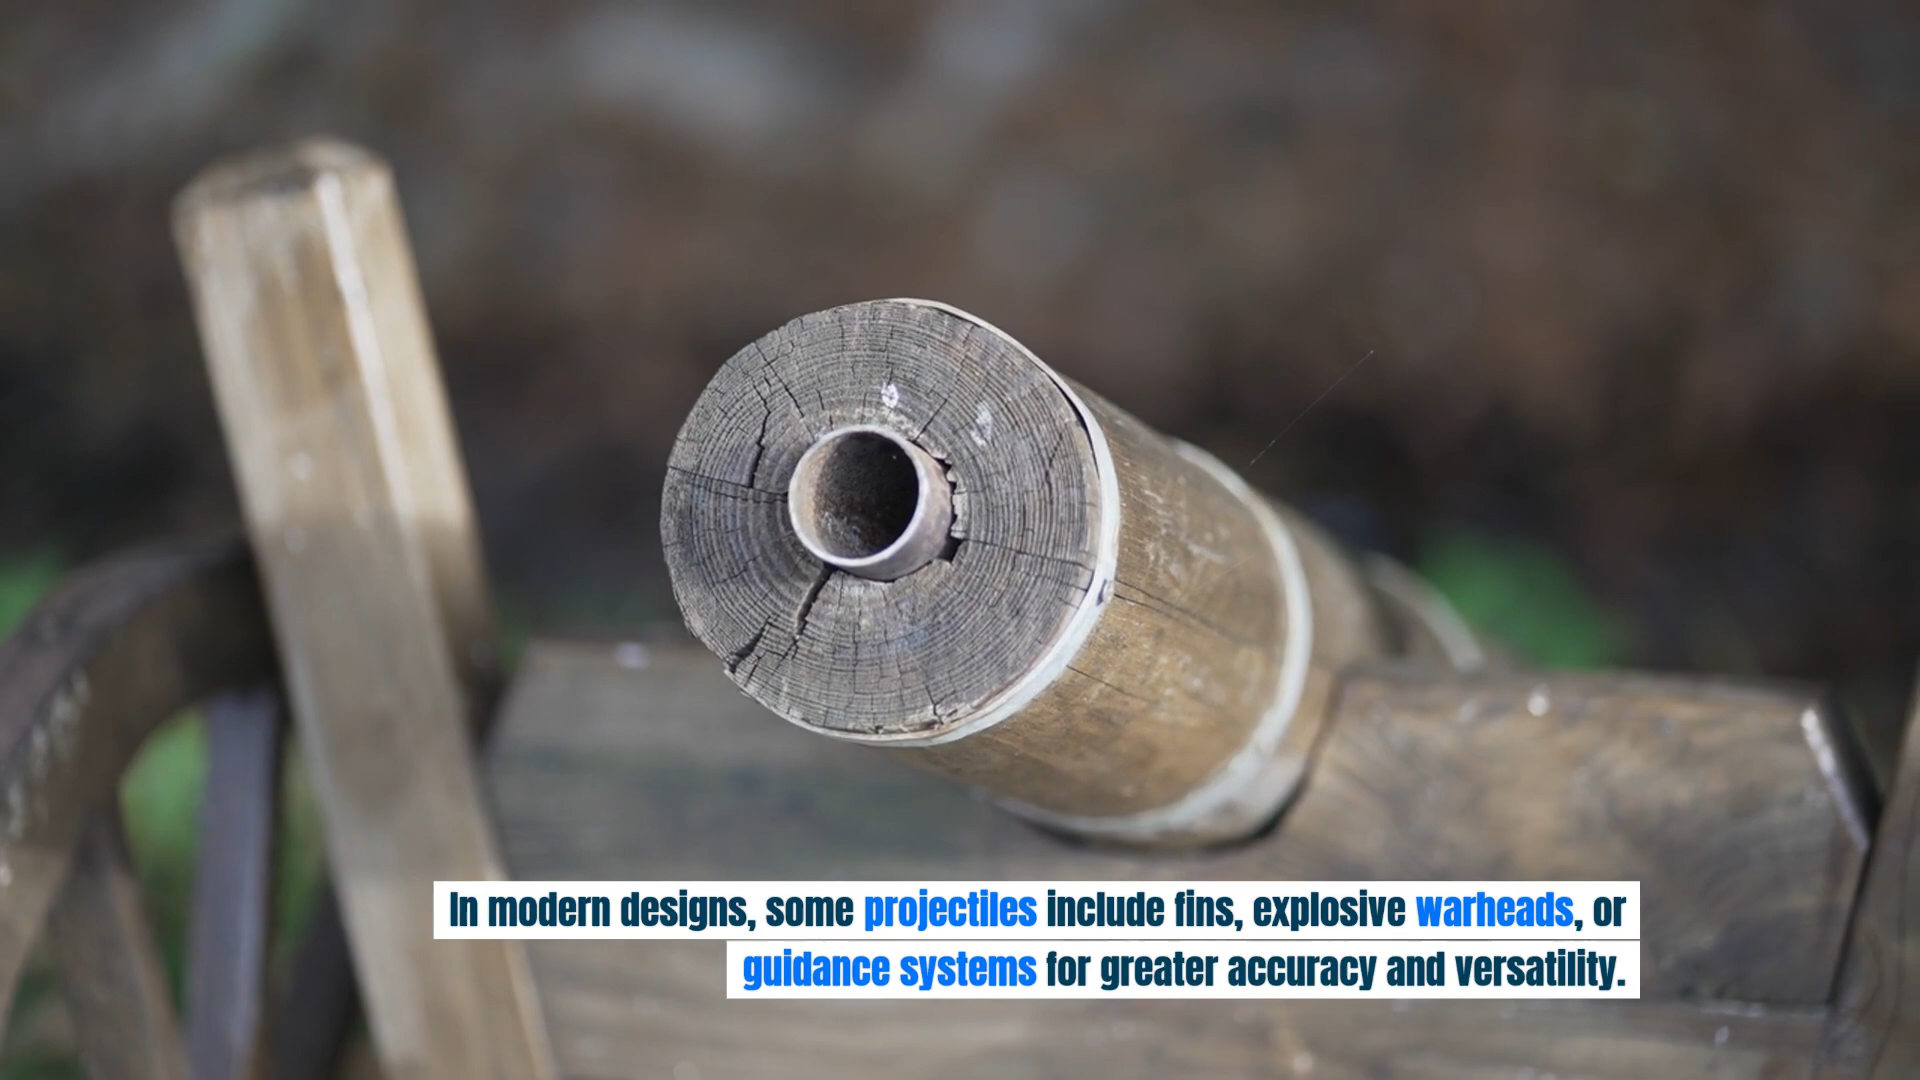 In modern designs, some projectiles include fins, explosive warheads, or
guidance systems for greater accuracy and versatility.